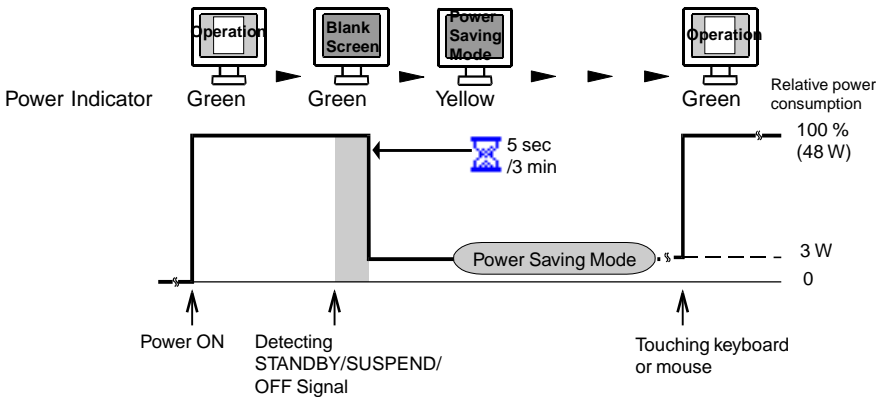 Operation
Blank
Screen
Power
Saving
Mode
Operation
Power Indicator
Green
Green
Yellow
Green
Relative power
consumption
100 %
(48 W)
5 sec
/3 min
Power Saving Mode
3 W
0
Power ON
Detecting
STANDBY/SUSPEND/
OFF Signal
Touching keyboard
or mouse